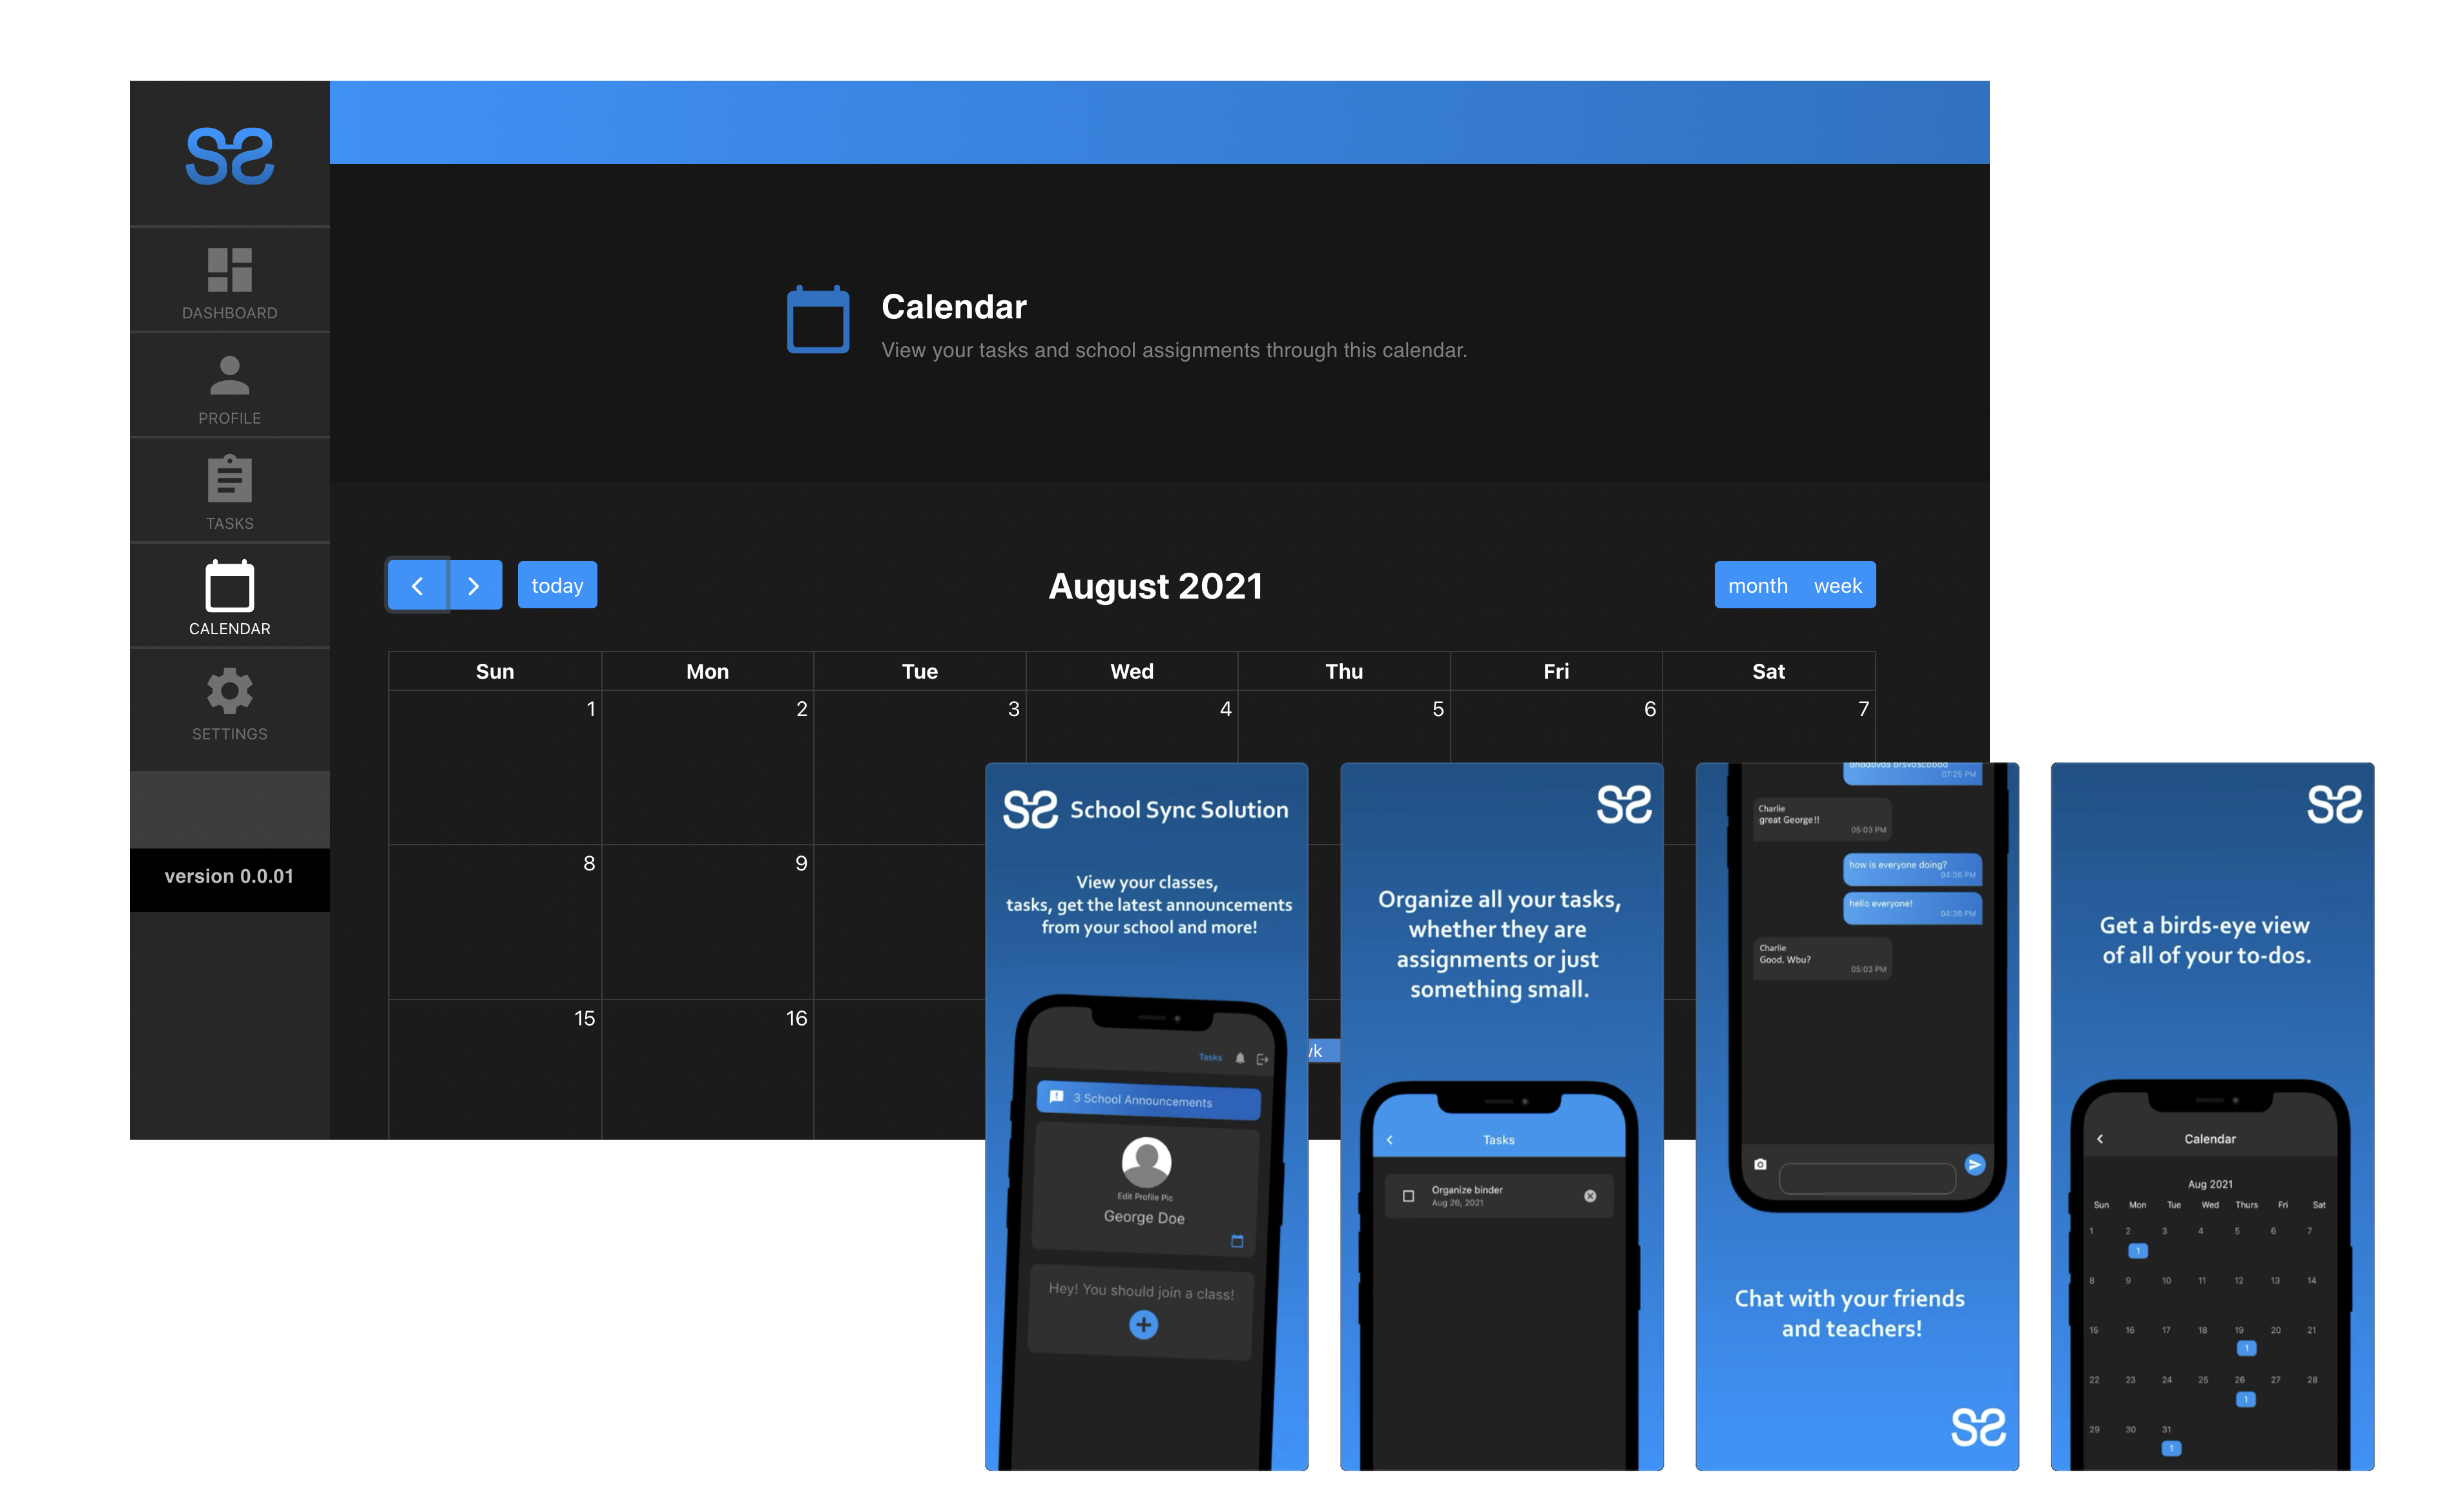 SS
DASHBOARD
PROFILE
TASKS
CALENDAR
SETTINGS
version 0.0.01
Calendar
View your tasks and school assignments through this calendar.
today
August 2021
month week
Sun Mon Tue Wed Thu Fri Sat
1 2 3 4 5 6 7
8 9
15 16
SS School Sync Solution
View your classes,
tasks, get the latest announcements
from your school and more!
Tasks
3 School Announcements
Edit Profile Pic
George Doe
Hey! You should join a class!
SS
Organize all your tasks,
whether they are
assignments or just
something small.
Tasks
Organize binder
Aug 26, 2021
07:25 PM
Charlie
great George!!
05:03 PM
how is everyone doing?
04:36 PM
hello everyone!
04:36 PM
Charlie
Good. Wbu?
05:03 PM
Chat with your friends
and teachers!
SS
SS
Get a birds-eye view
of all of your to-dos.
Calendar
Aug 2021
Sun Mon Tue Wed Thurs Fri Sat
1 2 3 4 5 6 7
1
8 9 10 11 12 13 14
15 16 17 18 19 20 21
1
22 23 24 25 26 27 28
1
29 30 31
1